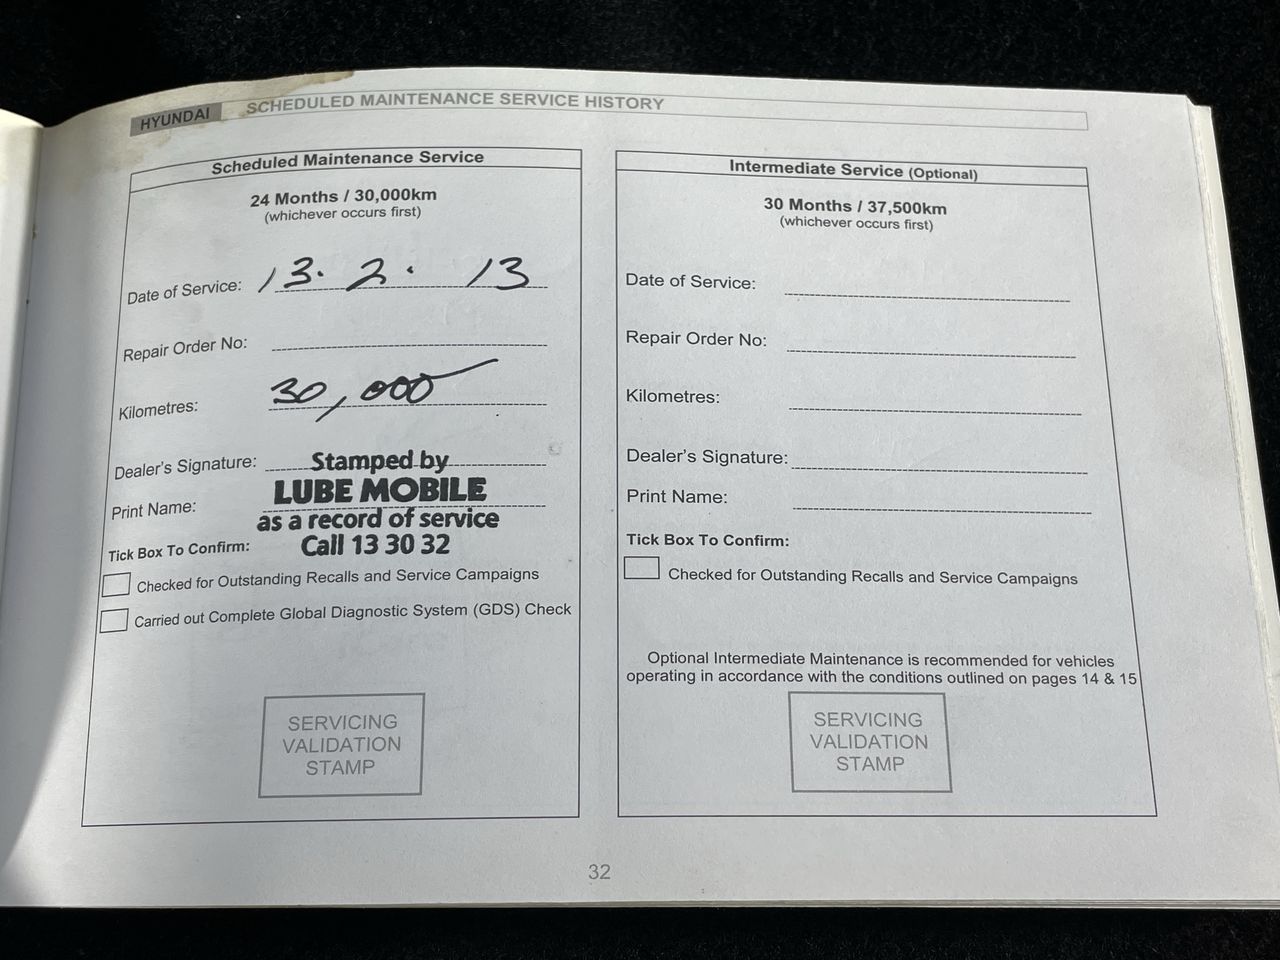 HYUNDAI SCHEDULED MAINTENANCE SERVICE HISTORY
Scheduled Maintenance Service
24 Months / 30,000km
(whichever occurs first)
Date of Service: 13. 2. 13
Repair Order No:
Kilometres: 30,000
Dealer's Signature:
Print Name:
Stamped by
LUBE MOBILE
as a record of service
Call 13 30 32
Tick Box To Confirm:
Checked for Outstanding Recalls and Service Campaigns
Carried out Complete Global Diagnostic System (GDS) Check
SERVICING
VALIDATION
STAMP
Intermediate Service (Optional)
30 Months / 37,500km
(whichever occurs first)
Date of Service:
Repair Order No:
Kilometres:
Dealer's Signature:
Print Name:
Tick Box To Confirm:
Checked for Outstanding Recalls and Service Campaigns
Optional Intermediate Maintenance is recommended for vehicles
operating in accordance with the conditions outlined on pages 14 & 15
SERVICING
VALIDATION
STAMP
32